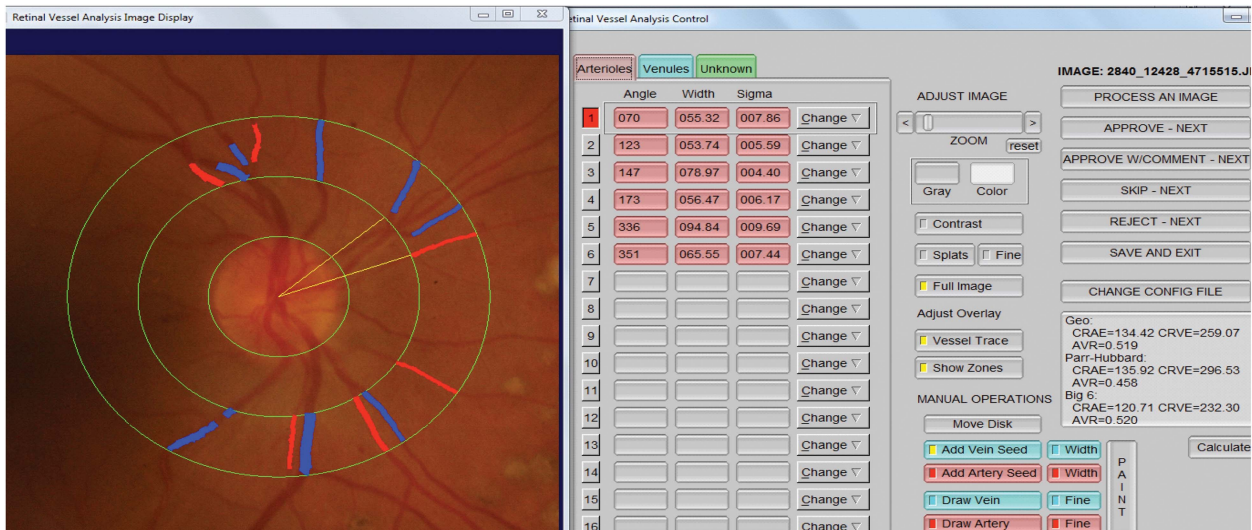 Retinal Vessel Analysis Image Display
etinal Vessel Analysis Control
Arterioles Venules Unknown
Angle Width Sigma
1 070 055.32 007.86 Change
2 123 053.74 005.59 Change
3 147 078.97 004.40 Change
4 173 056.47 006.17 Change
5 336 094.84 009.69 Change
6 351 065.55 007.44 Change
7 Change
8 Change
9 Change
10 Change
11 Change
12 Change
13 Change
14 Change
15 Change
16 Change
ADJUST IMAGE
< >
ZOOM reset
Gray Color
Contrast
Splats Fine
Full Image
Adjust Overlay
Vessel Trace
Show Zones
MANUAL OPERATIONS
Move Disk
Add Vein Seed Width
Add Artery Seed Width
Draw Vein Fine
Draw Artery Fine
PAINT
IMAGE: 2840_12428_4715515.J
PROCESS AN IMAGE
APPROVE - NEXT
APPROVE W/COMMENT - NEXT
SKIP - NEXT
REJECT - NEXT
SAVE AND EXIT
CHANGE CONFIG FILE
Geo:
CRAE=134.42 CRVE=259.07
AVR=0.519
Parr-Hubbard:
CRAE=135.92 CRVE=296.53
AVR=0.458
Big 6:
CRAE=120.71 CRVE=232.30
AVR=0.520
Calculate